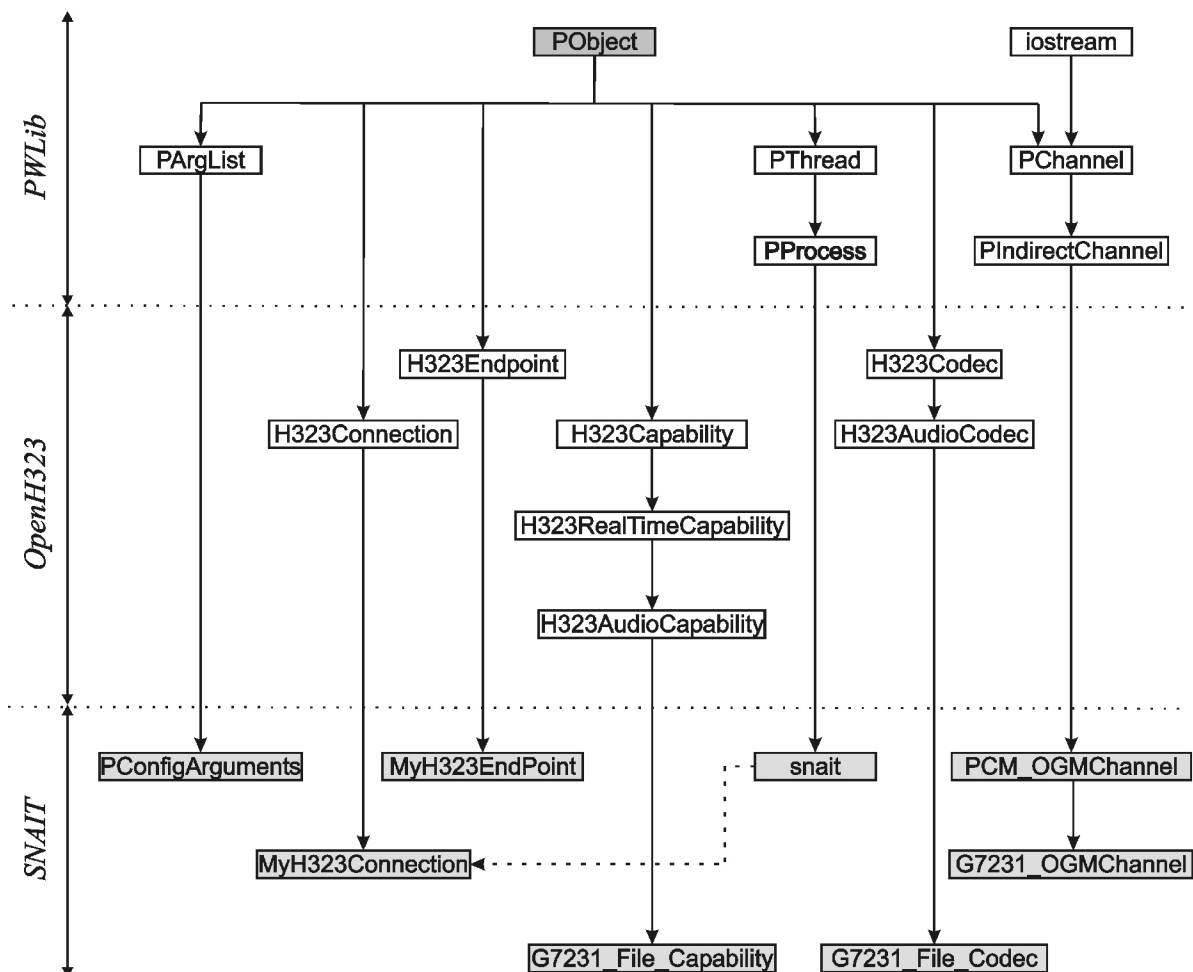 PWLib
PObject
iostream
PArgList
PThread
PChannel
PProcess
PIndirectChannel
OpenH323
H323Endpoint
H323Codec
H323Connection
H323Capability
H323AudioCodec
H323RealTimeCapability
H323AudioCapability
SNAIT
PConfigArguments
MyH323EndPoint
snait
PCM_OGMChannel
MyH323Connection
G7231_OGMChannel
G7231_File_Capability
G7231_File_Codec